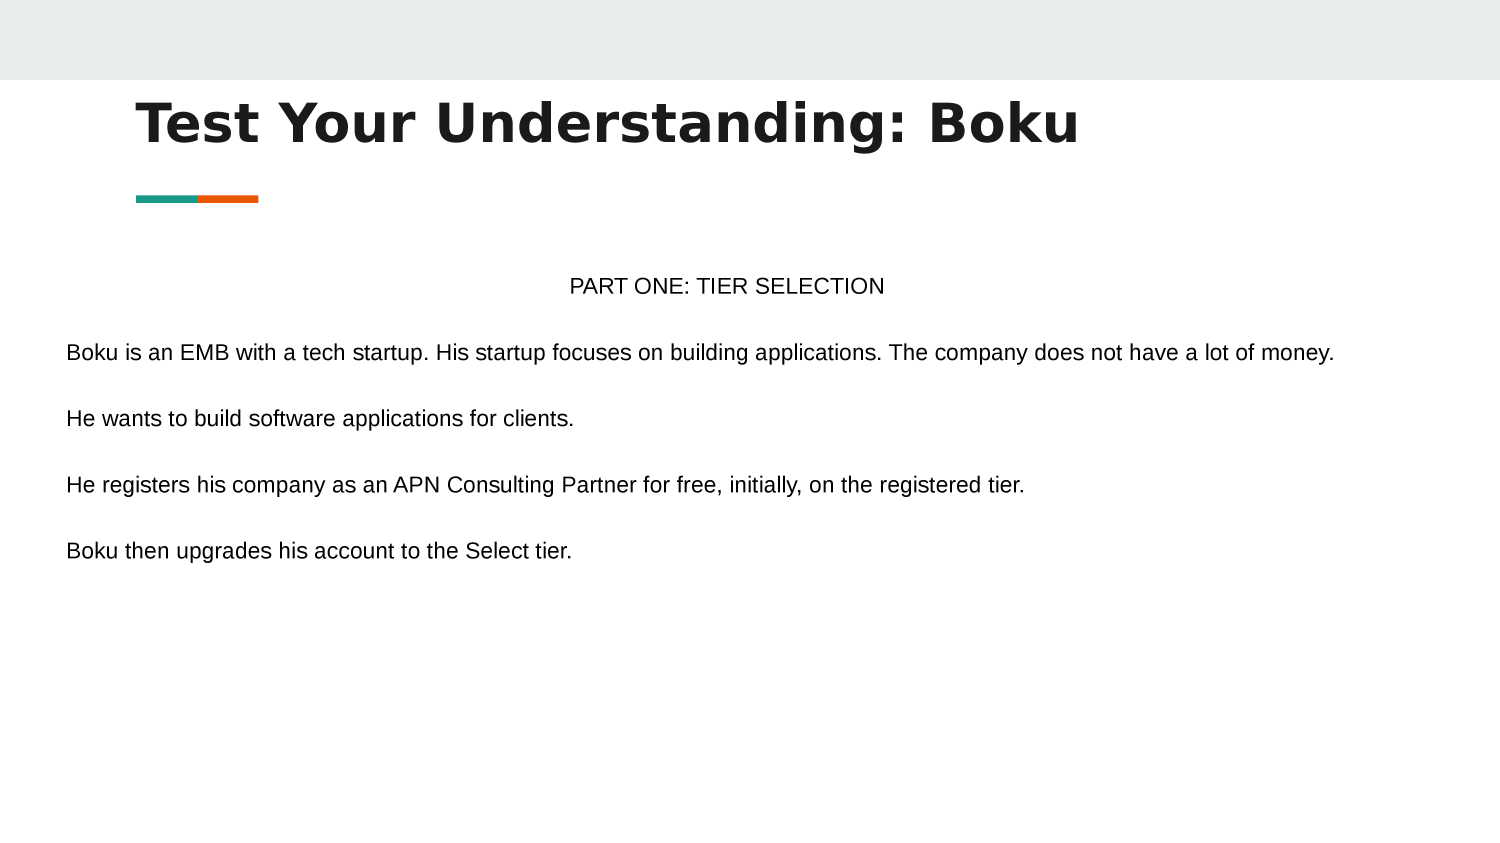 Test Your Understanding: Boku
PART ONE: TIER SELECTION
Boku is an EMB with a tech startup. His startup focuses on building applications. The company does not have a lot of money.
He wants to build software applications for clients.
He registers his company as an APN Consulting Partner for free, initially, on the registered tier.
Boku then upgrades his account to the Select tier.